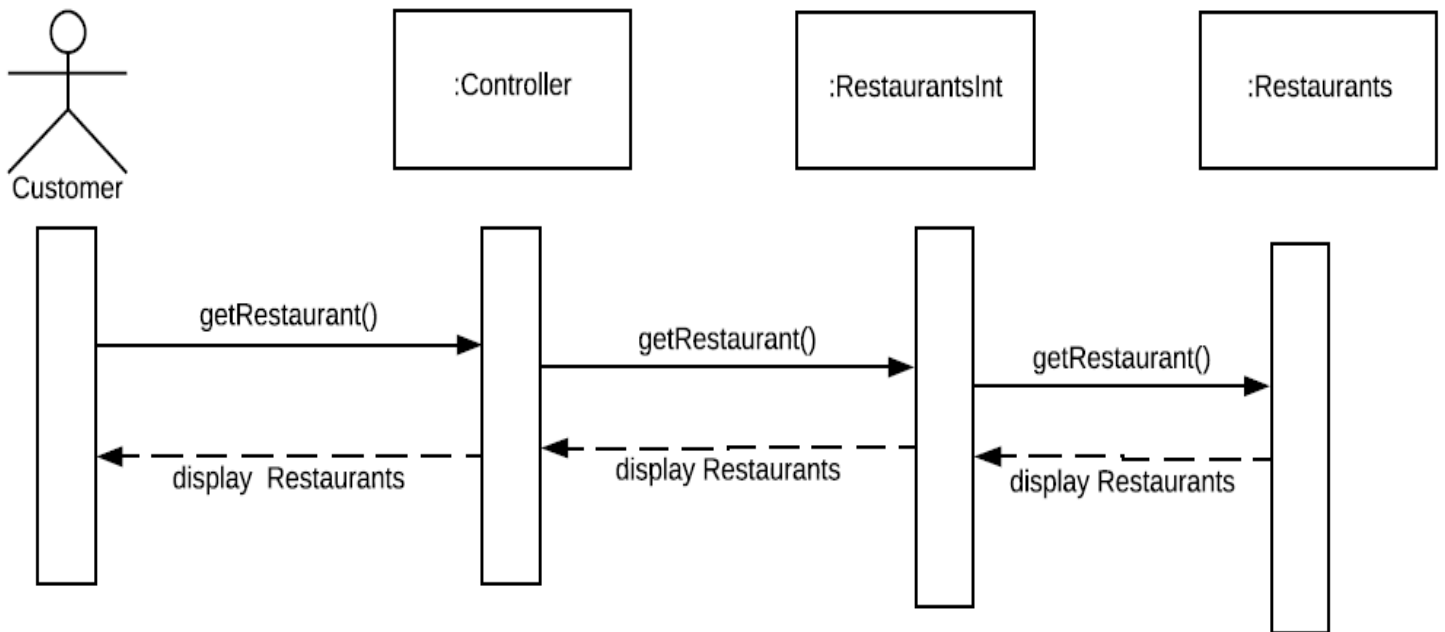 :Controller
:RestaurantsInt
:Restaurants
Customer
getRestaurant()
getRestaurant()
getRestaurant()
display Restaurants
display Restaurants
display Restaurants